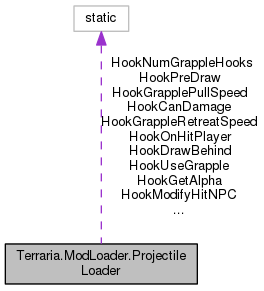 static
HookNumGrappleHooks
HookPreDraw
HookGrapplePullSpeed
HookCanDamage
HookGrappleRetreatSpeed
HookOnHitPlayer
HookDrawBehind
HookUseGrapple
HookGetAlpha
HookModifyHitNPC
...
Terraria.ModLoader.Projectile
Loader